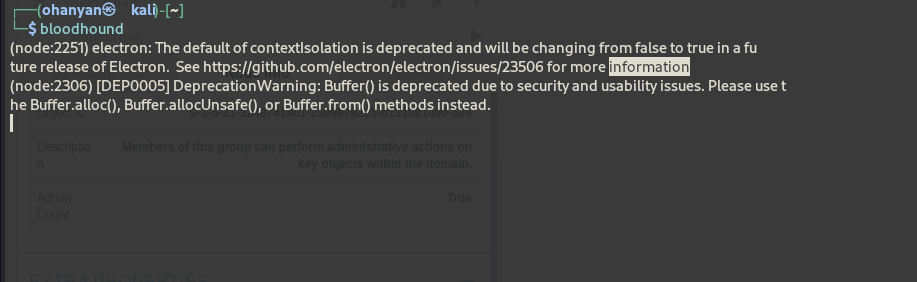 ┌──(ohanyan㉿ kali)-[~]
└─$ bloodhound
(node:2251) electron: The default of contextIsolation is deprecated and will be changing from false to true in a fu
ture release of Electron.  See https://github.com/electron/electron/issues/23506 for more information
(node:2306) [DEP0005] DeprecationWarning: Buffer() is deprecated due to security and usability issues. Please use t
he Buffer.alloc(), Buffer.allocUnsafe(), or Buffer.from() methods instead.
Object ID
Descriptio Members of this group can perform administrative actions on
n key objects within the domain.
Admin True
Count
EXTRA PROPERTIES